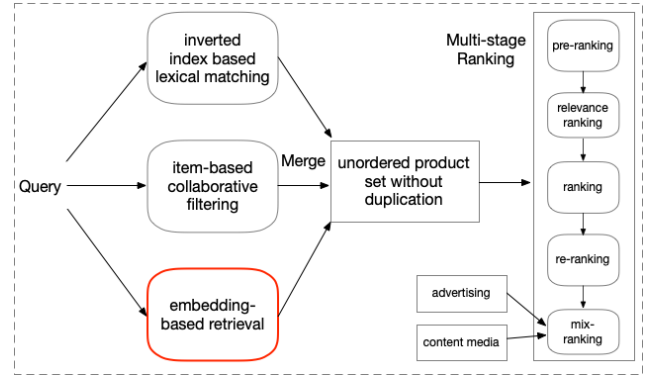 inverted
index based
lexical matching
Query
item-based
collaborative
filtering
embedding-
based retrieval
Merge
unordered product
set without
duplication
Multi-stage
Ranking
pre-ranking
relevance
ranking
ranking
re-ranking
mix-
ranking
advertising
content media